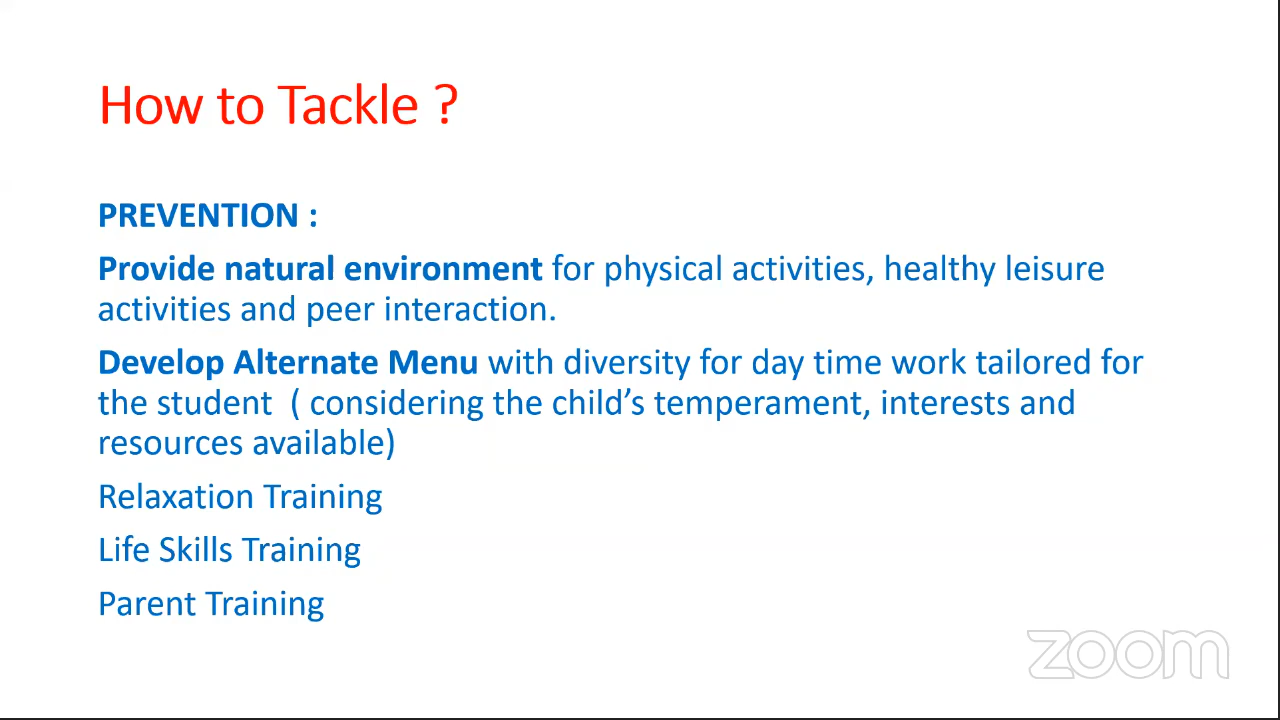 How to Tackle ?
PREVENTION :
Provide natural environment for physical activities, healthy leisure
activities and peer interaction.
Develop Alternate Menu with diversity for day time work tailored for
the student  ( considering the child’s temperament, interests and
resources available)
Relaxation Training
Life Skills Training
Parent Training
zoom